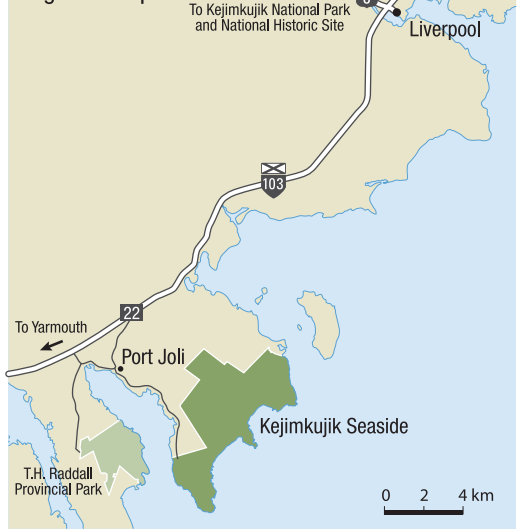 To Kejimkujik National Park
and National Historic Site
Liverpool
103
22
To Yarmouth
Port Joli
Kejimkujik Seaside
T.H. Raddall
Provincial Park
0 2 4 km